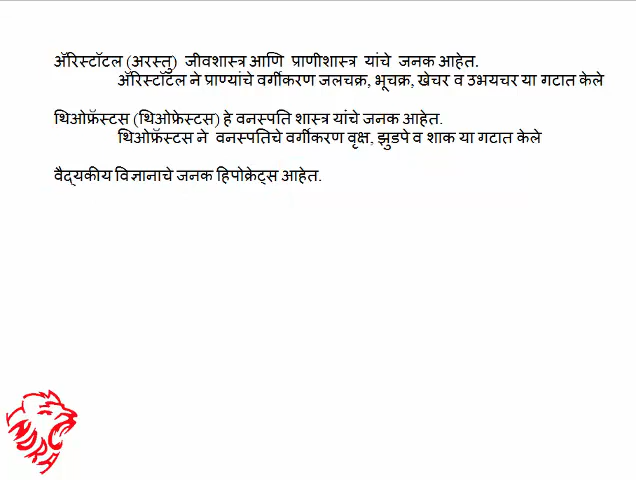 ॲरिस्टॉटल (अरस्तु) जीवशास्त्र आणि प्राणीशास्त्र यांचे जनक आहेत.
ॲरिस्टॉटल ने प्राण्यांचे वर्गीकरण जलचक्र, भूचक्र, खेचर व उभयचर या गटात केले
थिओफ्रॅस्टस (थिओफ्रेस्टस) हे वनस्पति शास्त्र यांचे जनक आहेत.
थिओफ्रॅस्टस ने वनस्पतिचे वर्गीकरण वृक्ष, झुडपे व शाक या गटात केले
वैद्यकीय विज्ञानाचे जनक हिपोक्रेट्स आहेत.